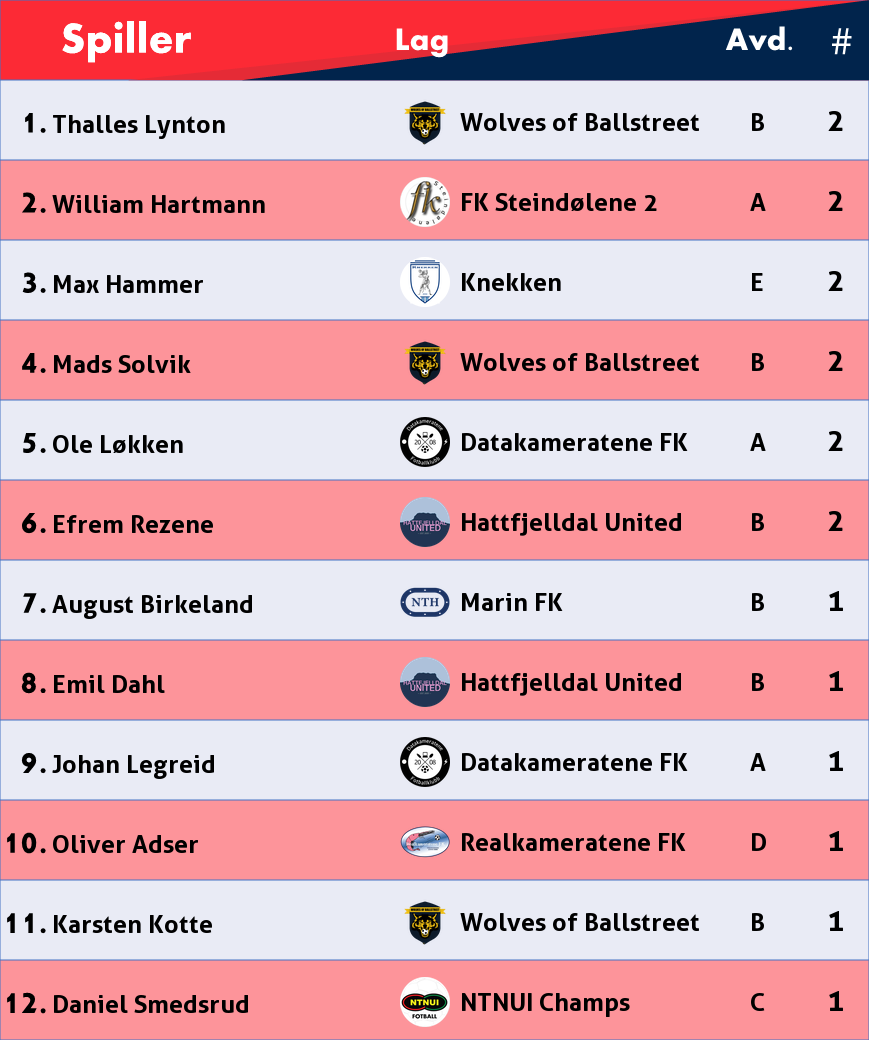 Spiller Lag Avd. #
1. Thalles Lynton Wolves of Ballstreet B 2
2. William Hartmann FK Steindølene 2 A 2
3. Max Hammer Knekken E 2
4. Mads Solvik Wolves of Ballstreet B 2
5. Ole Løkken Datakameratene FK A 2
6. Efrem Rezene HATTFJELLDAL UNITED Hattfjelldal United B 2
7. August Birkeland NTH Marin FK B 1
8. Emil Dahl HATTFJELLDAL UNITED Hattfjelldal United B 1
9. Johan Legreid Datakameratene FK A 1
10. Oliver Adser Realkameratene FK D 1
11. Karsten Kotte Wolves of Ballstreet B 1
12. Daniel Smedsrud NTNUI FOTBALL NTNUI Champs C 1